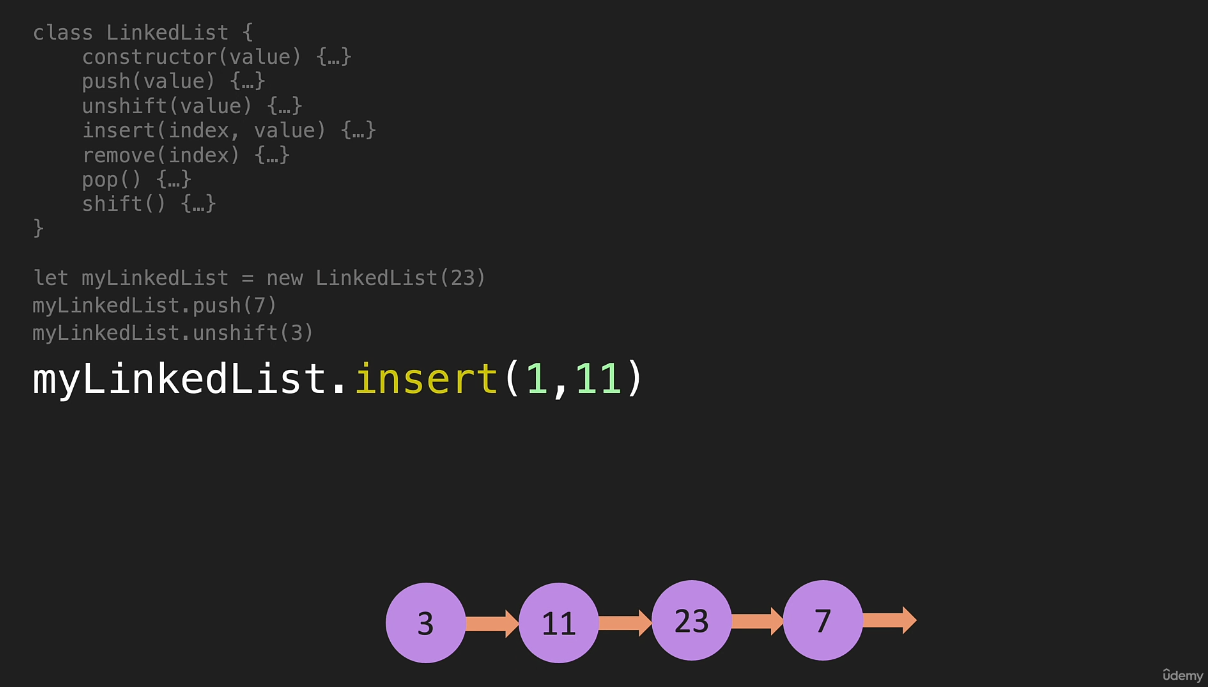 class LinkedList {
    constructor(value) {…}
    push(value) {…}
    unshift(value) {…}
    insert(index, value) {…}
    remove(index) {…}
    pop() {…}
    shift() {…}
}
let myLinkedList = new LinkedList(23)
myLinkedList.push(7)
myLinkedList.unshift(3)
myLinkedList.insert(1,11)
3 11 23 7
ûdemy